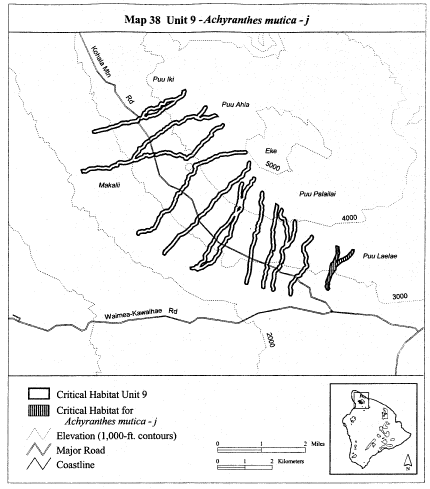 Map 38 Unit 9 - Achyranthes mutica - j
Kohala Mtn Rd
Puu Iki
Puu Ahia
Eke
5000
Makalii
Puu Palailai
4000
Puu Laelae
3000
Waimea-Kawaihae Rd
2000
Critical Habitat Unit 9
Critical Habitat for
Achyranthes mutica - j
Elevation (1,000-ft. contours)
Major Road
Coastline
0 1 2 Miles
0 1 2 Kilometers
N